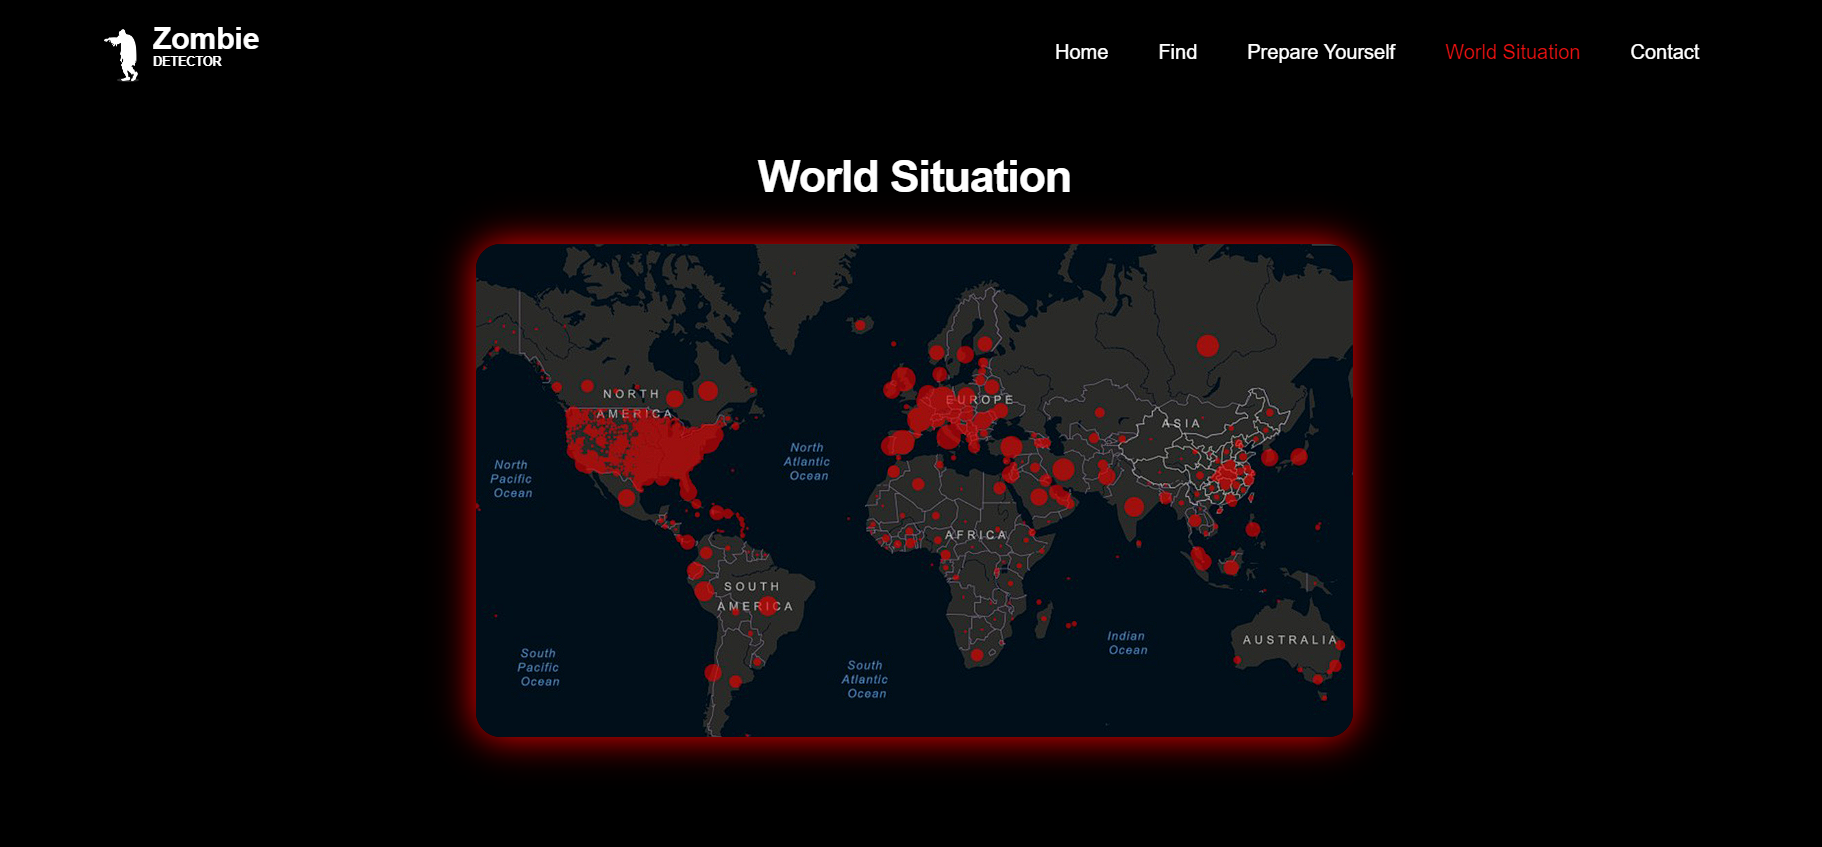 Zombie
DETECTOR
Home Find Prepare Yourself World Situation Contact
World Situation
NORTH
AMERICA
EUROPE
ASIA
North
Atlantic
Ocean
North
Pacific
Ocean
AFRICA
SOUTH
AMERICA
AUSTRALIA
Indian
Ocean
South
Pacific
Ocean
South
Atlantic
Ocean